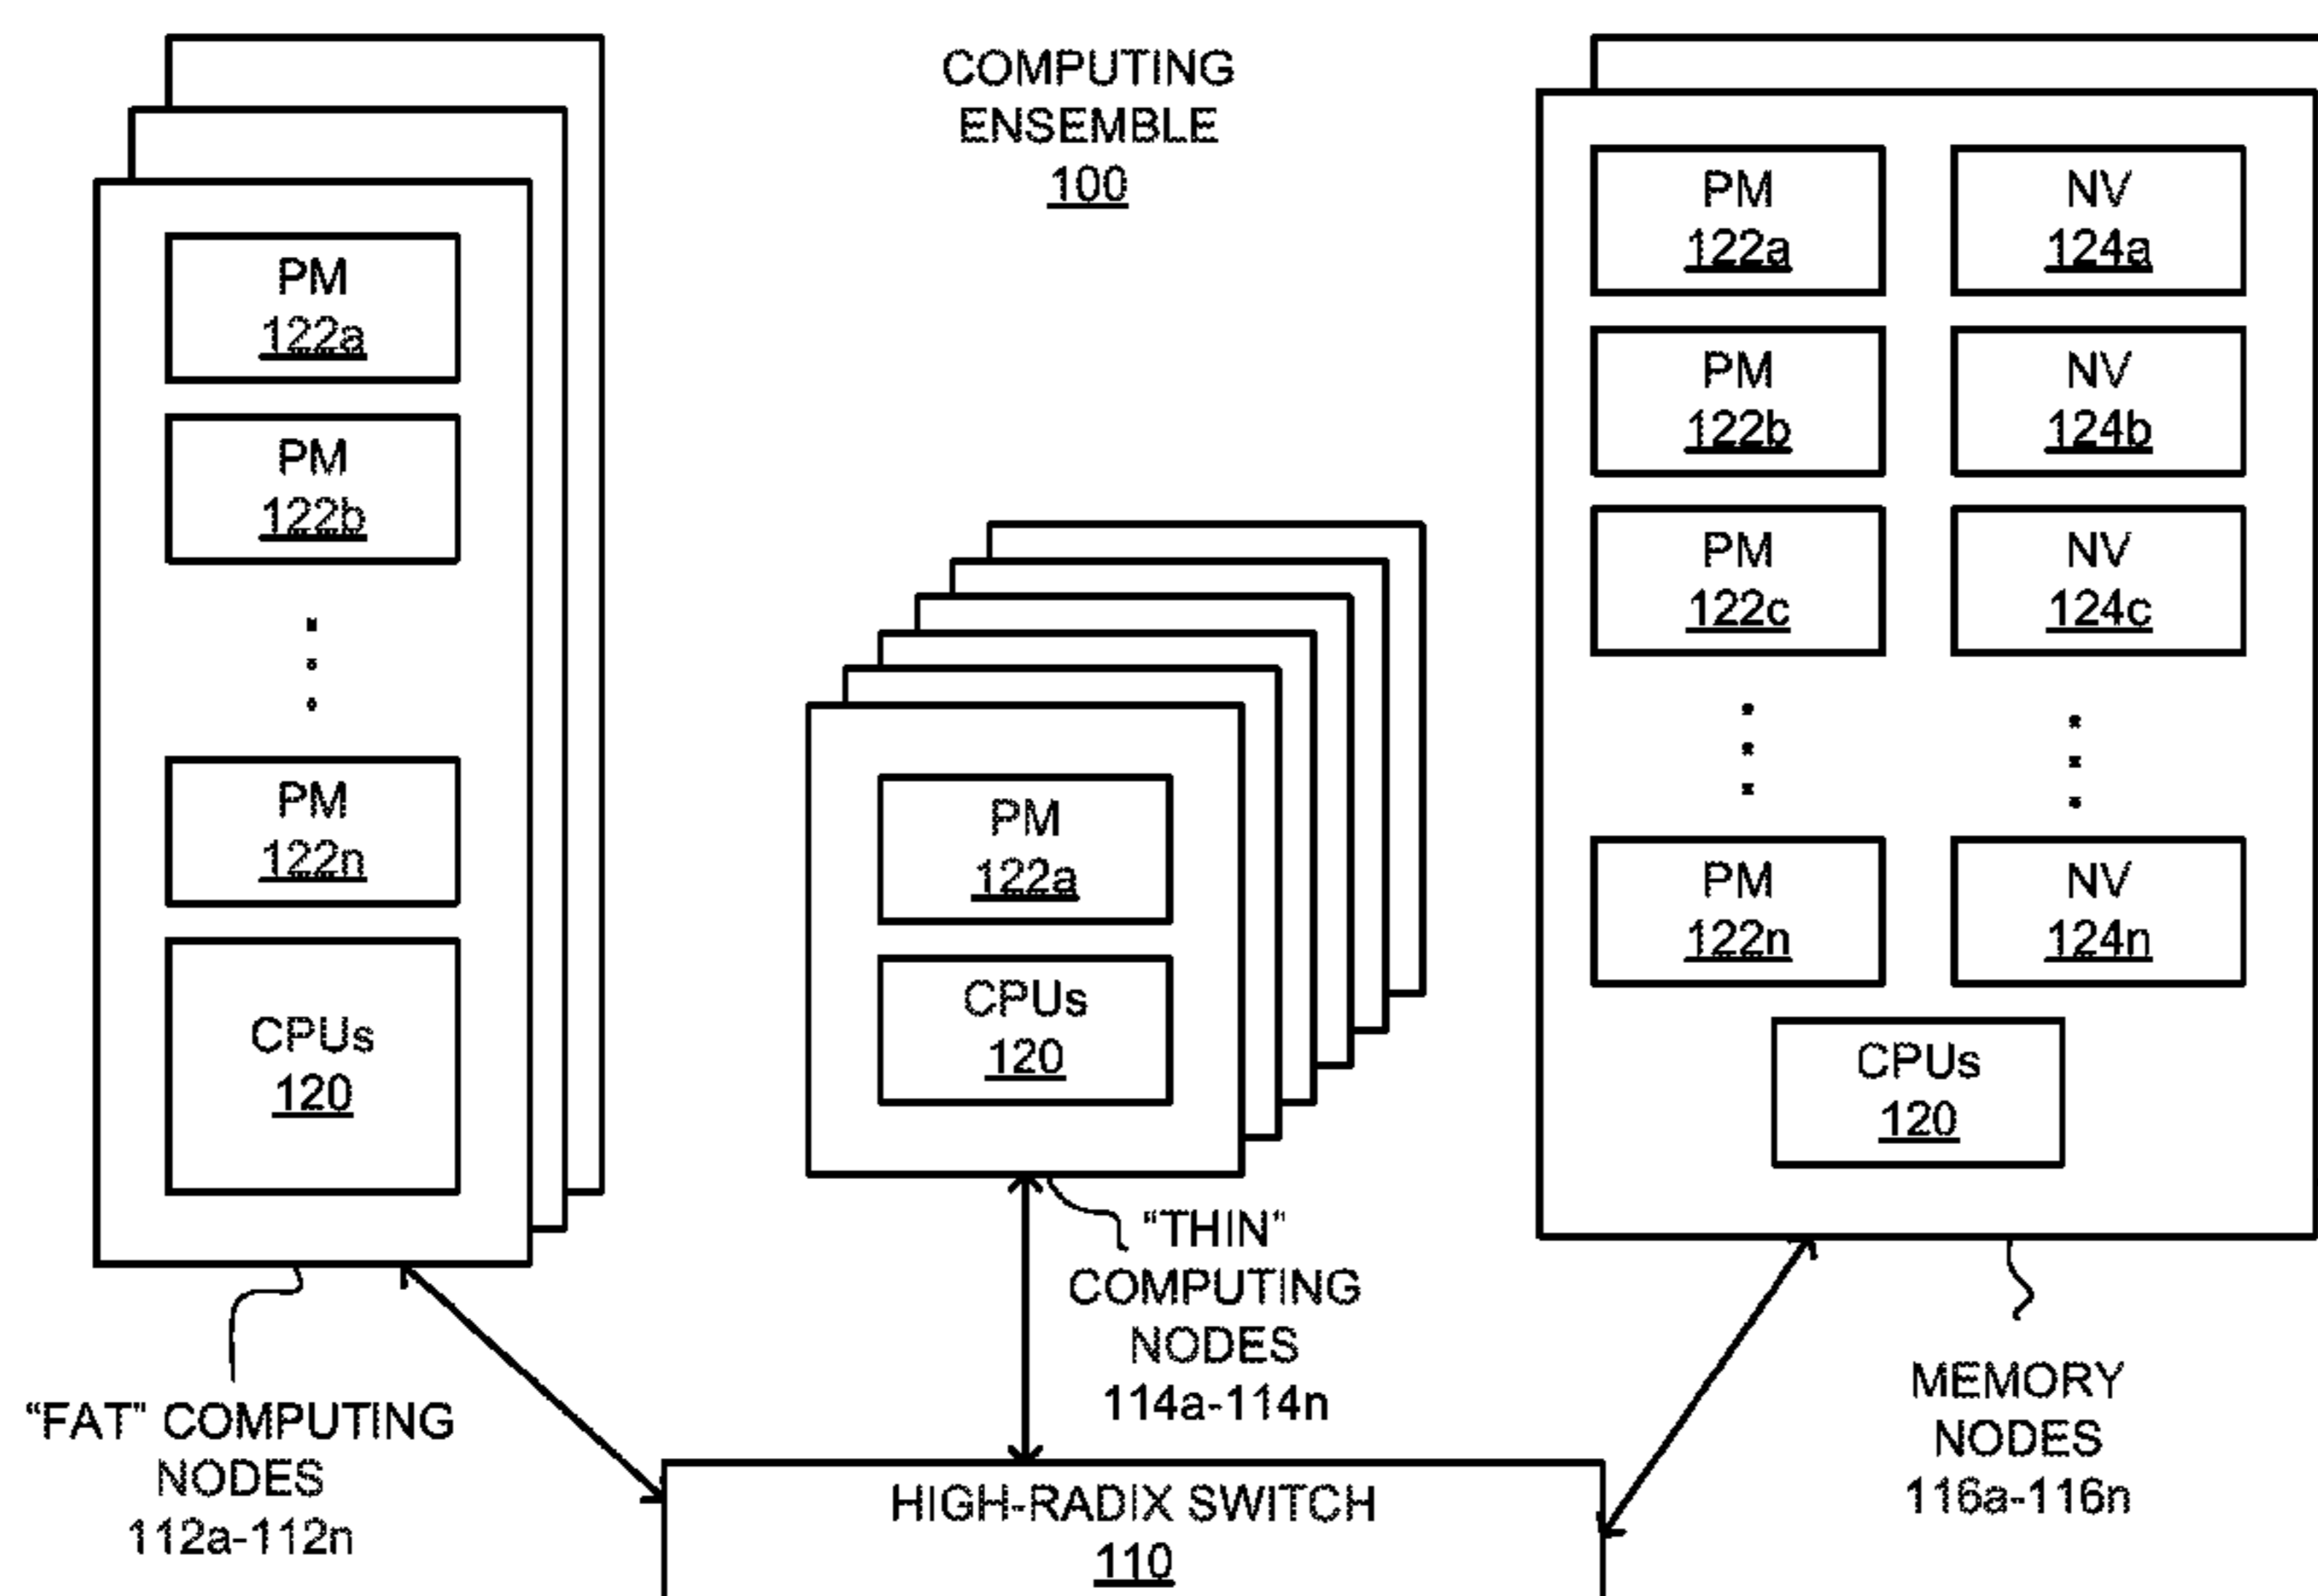 COMPUTING
ENSEMBLE
100
PM
122a
PM
122b
PM
122n
CPUs
120
"FAT" COMPUTING
NODES
112a-112n
PM
122a
CPUs
120
"THIN"
COMPUTING
NODES
114a-114n
PM
122a
NV
124a
PM
122b
NV
124b
PM
122c
NV
124c
PM
122n
NV
124n
CPUs
120
MEMORY
NODES
116a-116n
HIGH-RADIX SWITCH
110